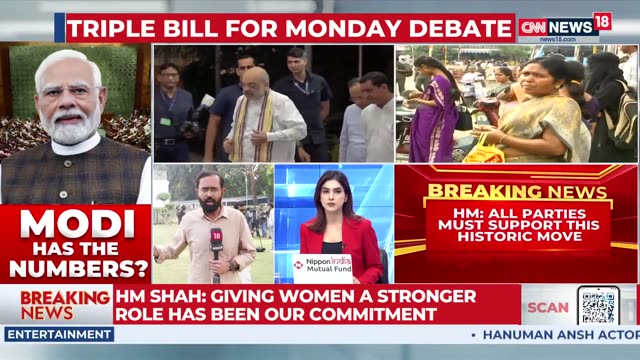 TRIPLE BILL FOR MONDAY DEBATE
CNN NEWS 18
news18.com
MODI
HAS THE
NUMBERS?
18
Nippon india
Mutual Fund
BREAKING NEWS
HM: ALL PARTIES
MUST SUPPORT THIS
HISTORIC MOVE
BREAKING
NEWS
HM SHAH: GIVING WOMEN A STRONGER
ROLE HAS BEEN OUR COMMITMENT
SCAN
ENTERTAINMENT
HANUMAN ANSH ACTOR